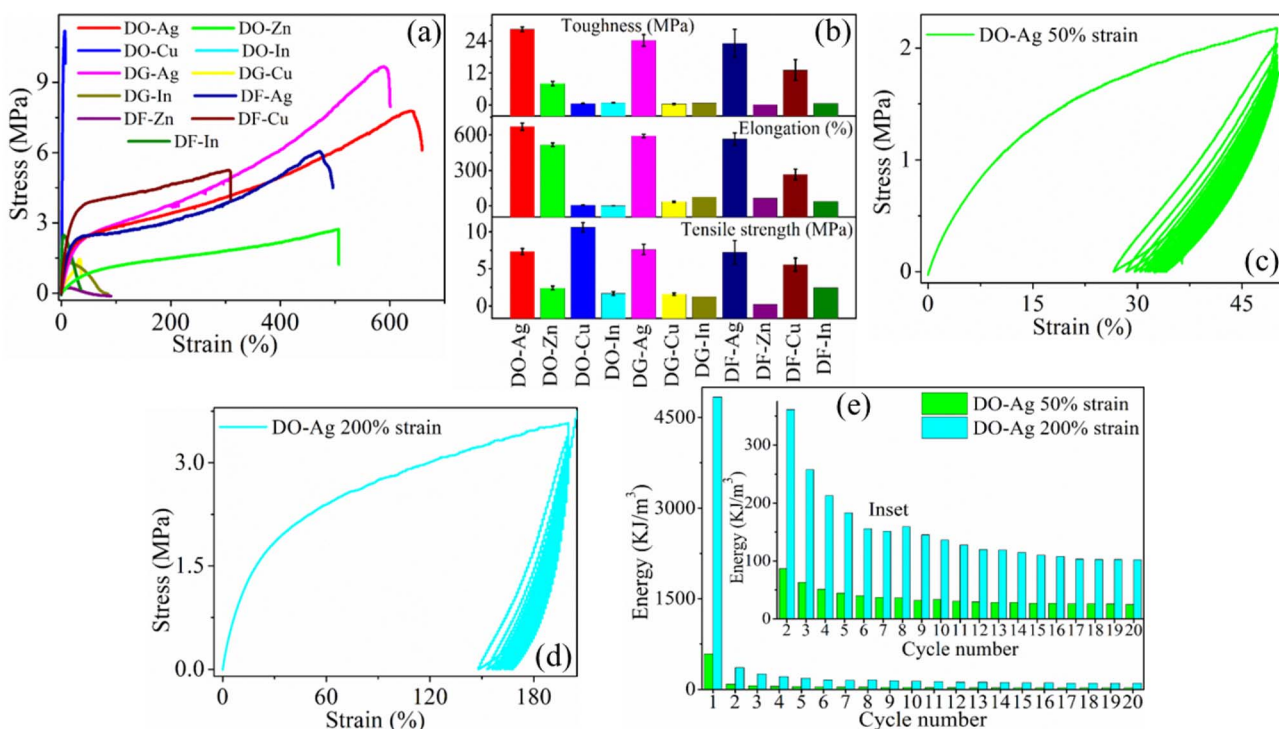 (a)
DO-Ag
DO-Zn
DO-Cu
DO-In
DG-Ag
DG-Cu
DG-In
DF-Ag
DF-Zn
DF-Cu
DF-In
9
6
3
0
Stress (MPa)
0 200 400 600
Strain (%)
(b)
Toughness (MPa)
24
12
0
Elongation (%)
600
300
0
Tensile strength (MPa)
10
5
0
DO-Ag
DO-Zn
DO-Cu
DO-In
DG-Ag
DG-Cu
DG-In
DF-Ag
DF-Zn
DF-Cu
DF-In
DO-Ag 50% strain
(c)
2
1
0
Stress (MPa)
0 15 30 45
Strain (%)
DO-Ag 200% strain
(d)
3.0
1.5
0.0
Stress (MPa)
0 60 120 180
Strain (%)
(e)
DO-Ag 50% strain
DO-Ag 200% strain
4500
3000
1500
0
Energy (KJ/m³)
Inset
300
200
100
0
Energy (KJ/m³)
2 3 4 5 6 7 8 9 10 11 12 13 14 15 16 17 18 19 20
Cycle number
1 2 3 4 5 6 7 8 9 10 11 12 13 14 15 16 17 18 19 20
Cycle number